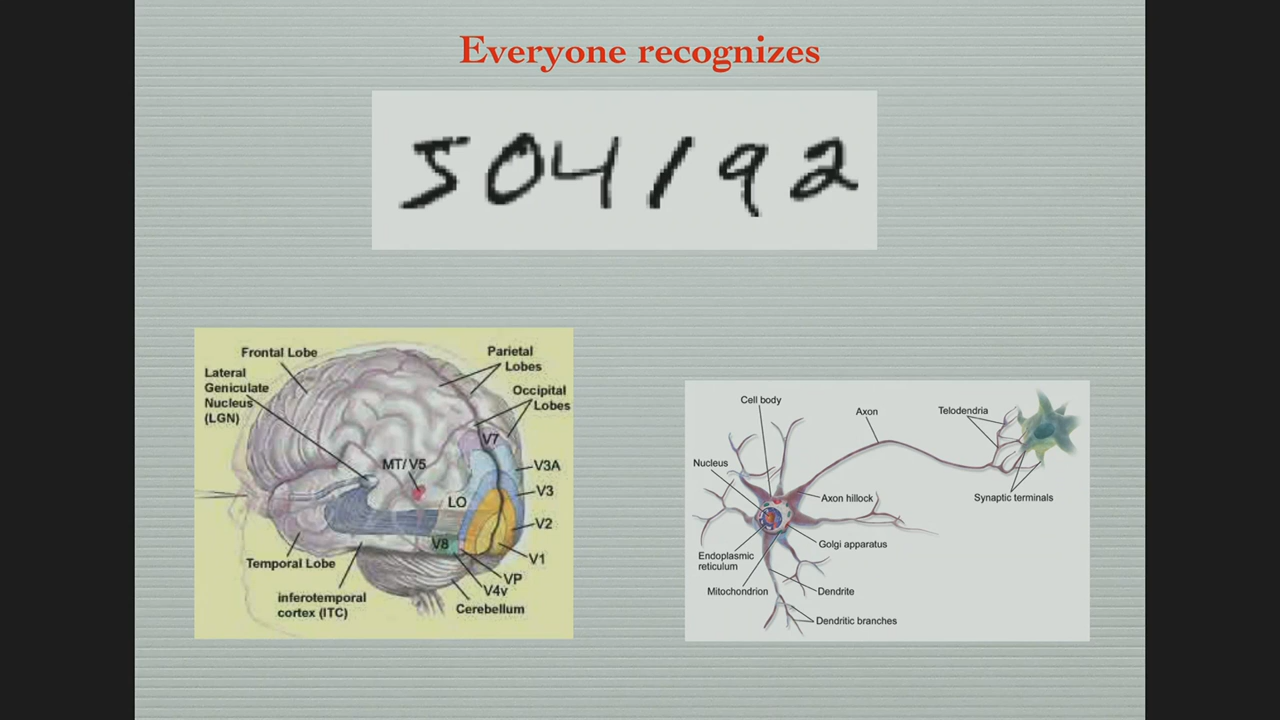 Everyone recognizes
504192
Frontal Lobe
Lateral
Geniculate
Nucleus
(LGN)
Parietal
Lobes
Occipital
Lobes
V7
MT/V5
V3A
V3
LO
V2
V8
V1
VP
V4v
Temporal Lobe
inferotemporal
cortex (ITC)
Cerebellum
Cell body
Axon
Telodendria
Nucleus
Axon hillock
Synaptic terminals
Golgi apparatus
Endoplasmic
reticulum
Mitochondrion
Dendrite
Dendritic branches